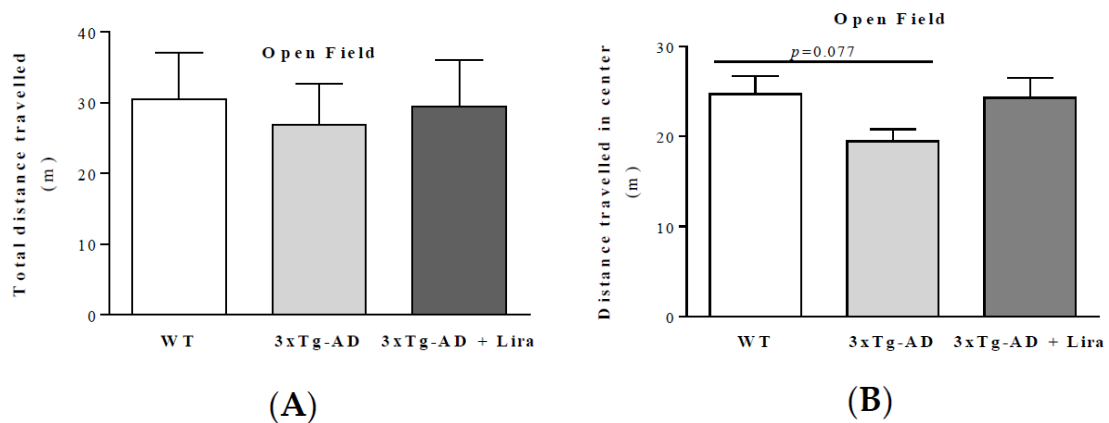 Open Field
Total distance travelled
(m)
40
30
20
10
0
WT
3xTg-AD
3xTg-AD + Lira
(A)
Open Field
p=0.077
Distance travelled in center
(m)
30
20
10
0
WT
3xTg-AD
3xTg-AD + Lira
(B)